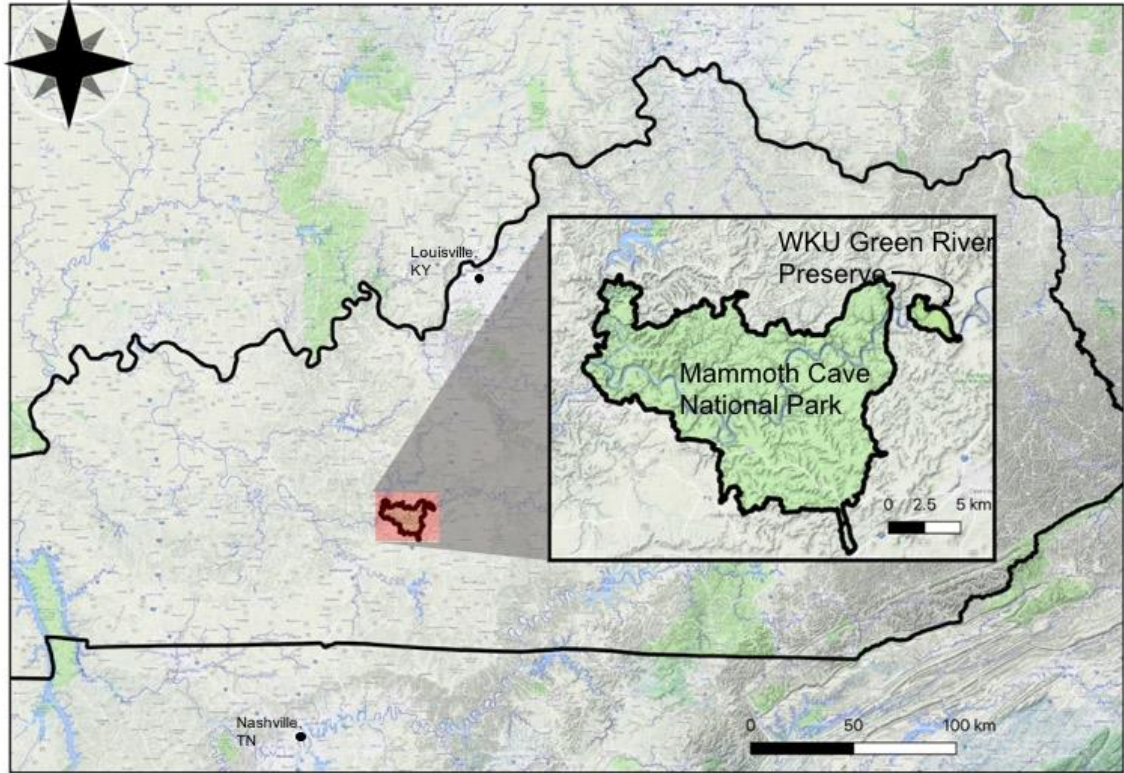 Louisville,
KY
WKU Green River
Preserve
Mammoth Cave
National Park
0 2.5 5 km
Nashville,
TN
0 50 100 km